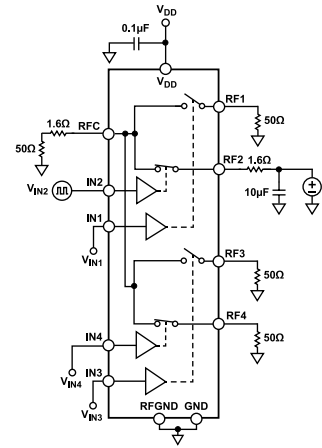 VDD
0.1µF
VDD
RF1
50Ω
1.6Ω RFC
50Ω
RF2 1.6Ω
10µF
VIN2
IN2
IN1
VIN1
RF3
50Ω
RF4
50Ω
IN4
VIN4
IN3
VIN3
RFGND GND